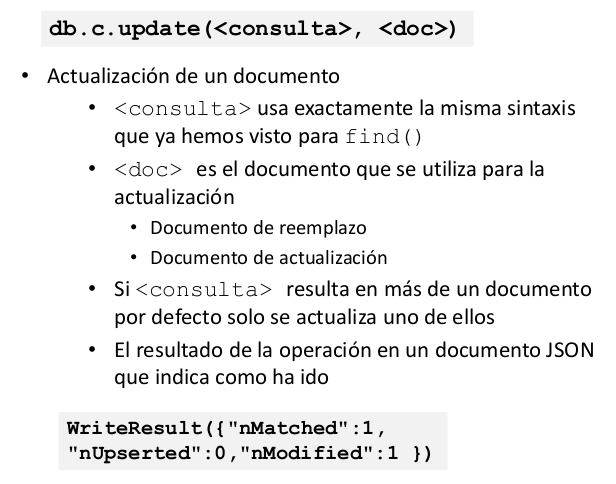 db.c.update(<consulta>, <doc>)
• Actualización de un documento
• <consulta> usa exactamente la misma sintaxis
que ya hemos visto para find()
• <doc> es el documento que se utiliza para la
actualización
• Documento de reemplazo
• Documento de actualización
• Si <consulta> resulta en más de un documento
por defecto solo se actualiza uno de ellos
• El resultado de la operación en un documento JSON
que indica como ha ido
WriteResult({"nMatched":1,
"nUpserted":0,"nModified":1 })